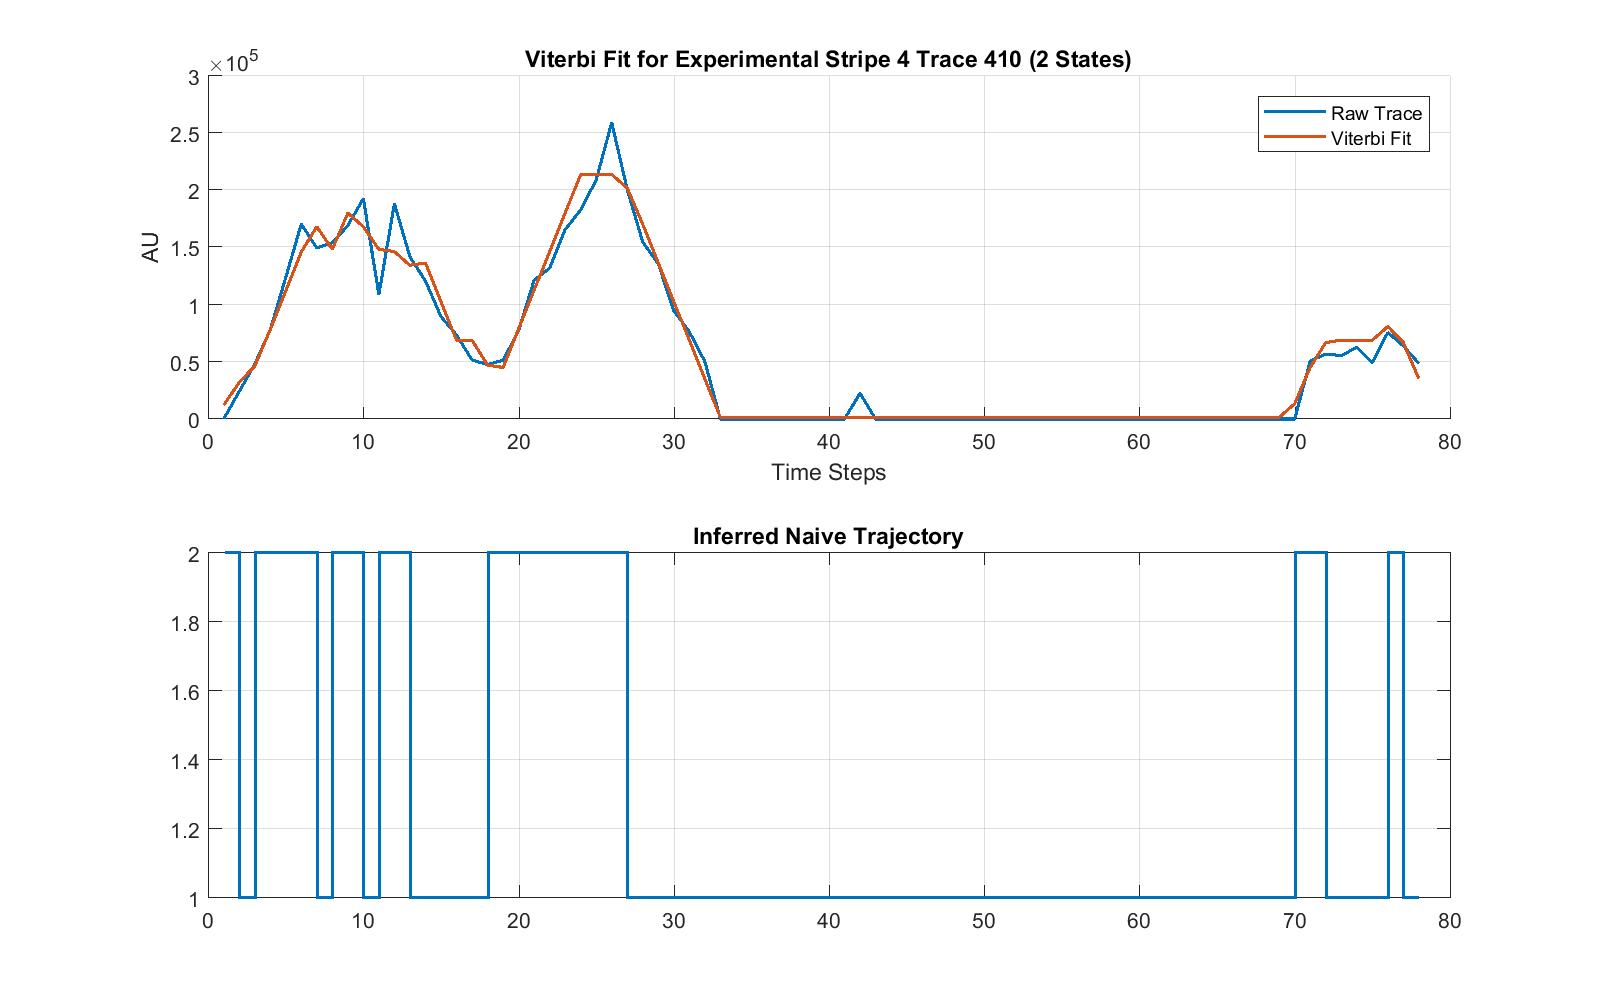 Viterbi Fit for Experimental Stripe 4 Trace 410 (2 States)
×10^5
3
2.5
2
1.5
1
0.5
0
AU
Raw Trace
Viterbi Fit
0 10 20 30 40 50 60 70 80
Time Steps
Inferred Naive Trajectory
2
1.8
1.6
1.4
1.2
1
0 10 20 30 40 50 60 70 80